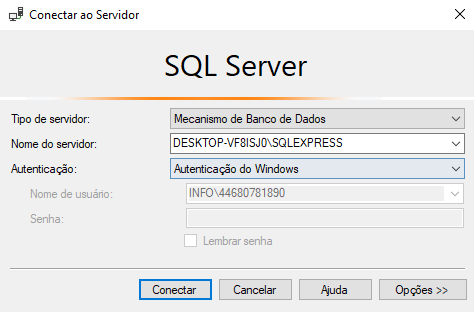 Conectar ao Servidor
SQL Server
Tipo de servidor: Mecanismo de Banco de Dados
Nome do servidor: DESKTOP-VF8ISJ0\SQLEXPRESS
Autenticação: Autenticação do Windows
Nome de usuário: INFO\44680781890
Senha:
Lembrar senha
Conectar Cancelar Ajuda Opções >>